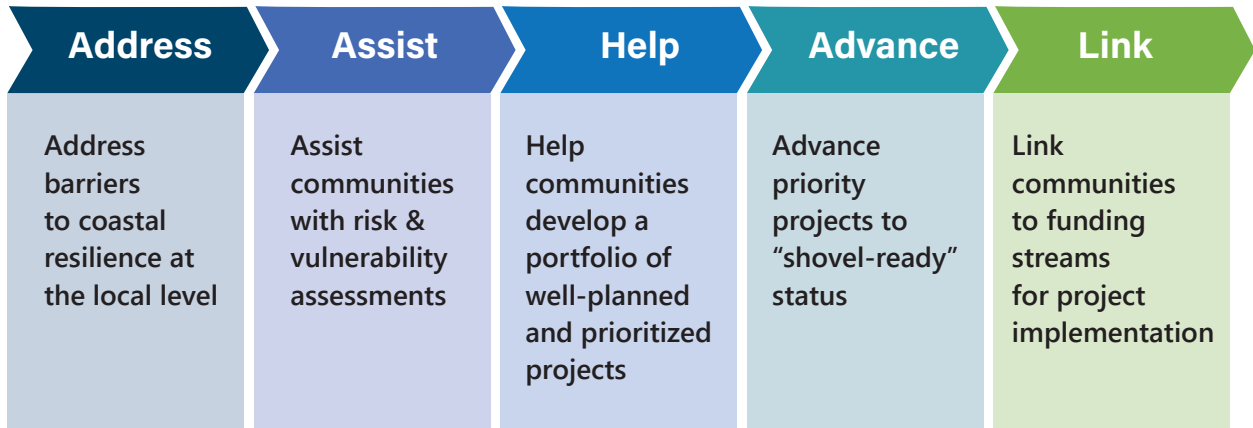 Address
Assist
Help
Advance
Link
Address
barriers
to coastal
resilience at
the local level
Assist
communities
with risk &
vulnerability
assessments
Help
communities
develop a
portfolio of
well-planned
and prioritized
projects
Advance
priority
projects to
“shovel-ready”
status
Link
communities
to funding
streams
for project
implementation